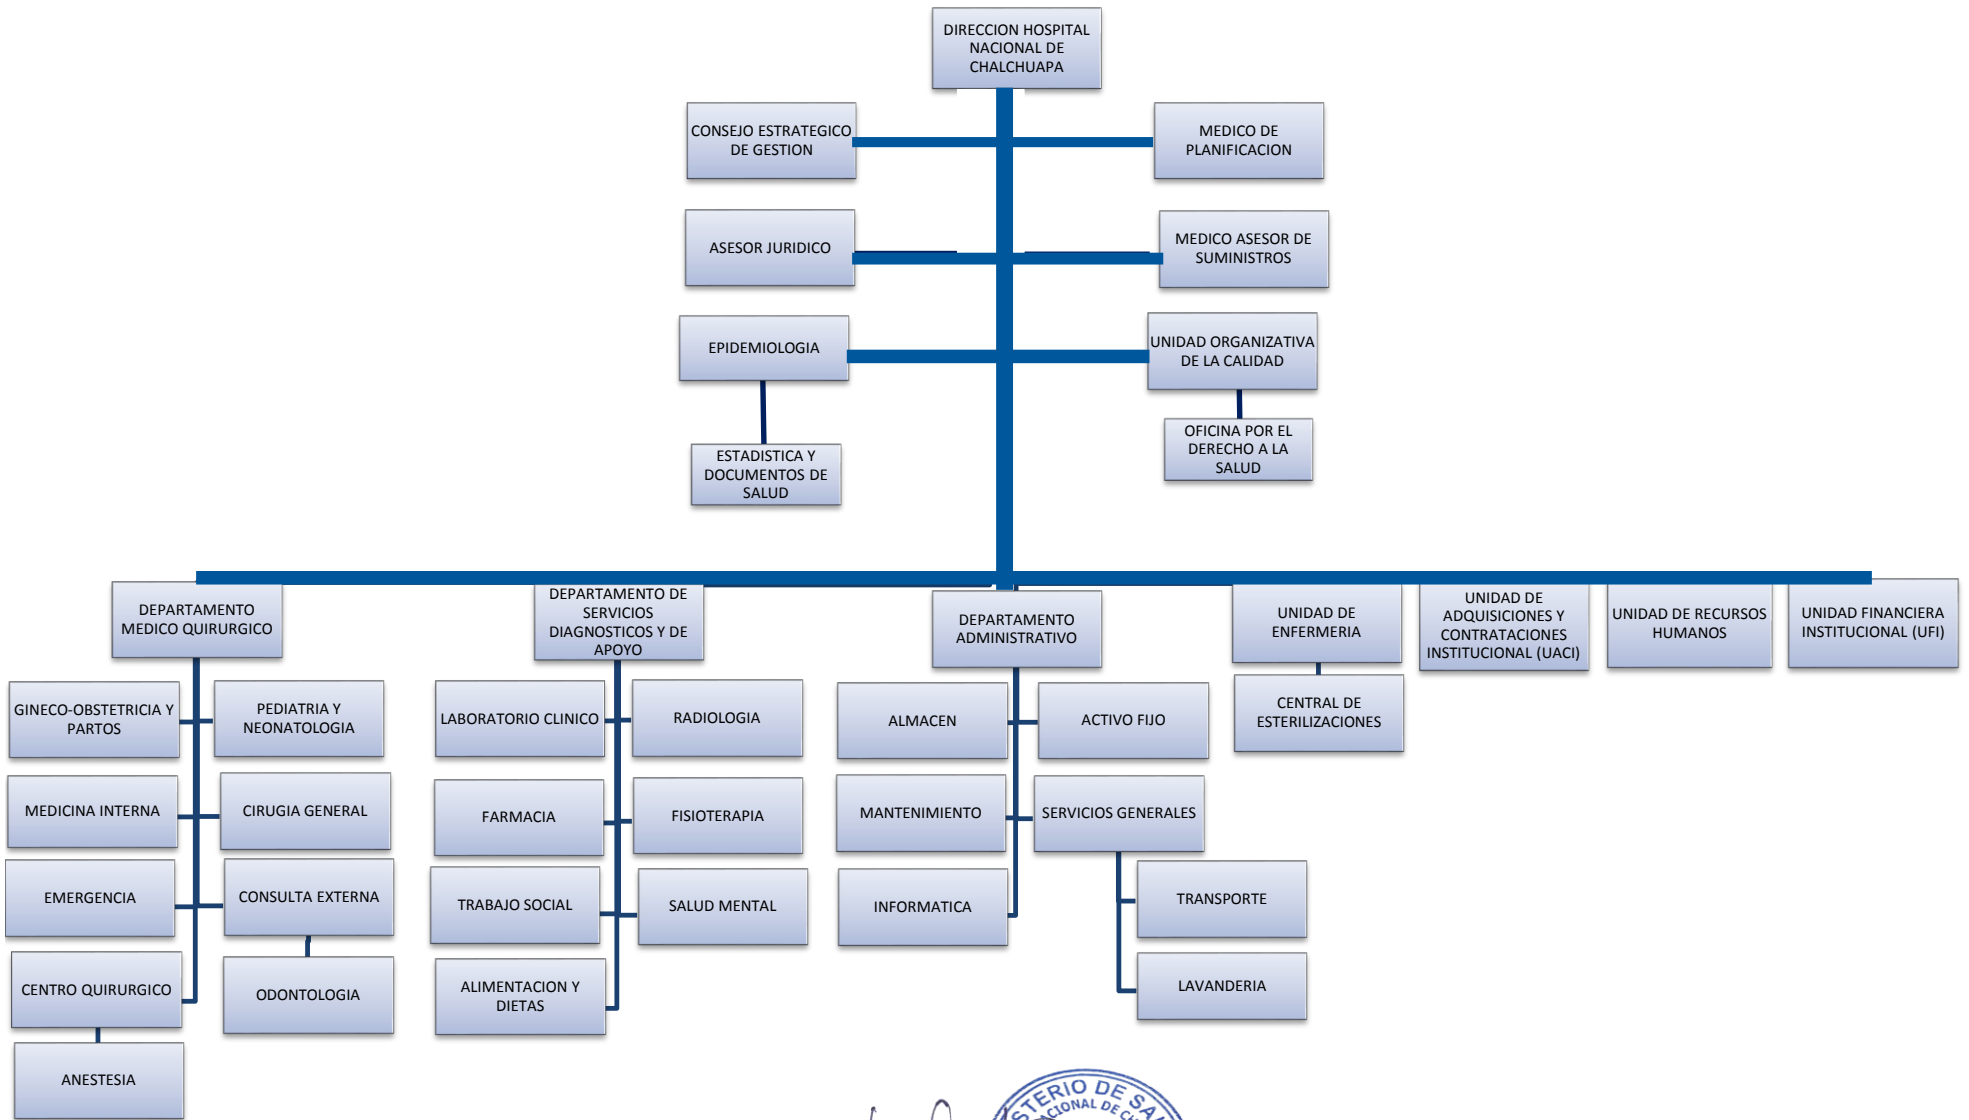 DIRECCION HOSPITAL
NACIONAL DE
CHALCHUAPA
CONSEJO ESTRATEGICO
DE GESTION
MEDICO DE
PLANIFICACION
ASESOR JURIDICO
MEDICO ASESOR DE
SUMINISTROS
EPIDEMIOLOGIA
UNIDAD ORGANIZATIVA
DE LA CALIDAD
ESTADISTICA Y
DOCUMENTOS DE
SALUD
OFICINA POR EL
DERECHO A LA
SALUD
DEPARTAMENTO
MEDICO QUIRURGICO
DEPARTAMENTO DE
SERVICIOS
DIAGNOSTICOS Y DE
APOYO
DEPARTAMENTO
ADMINISTRATIVO
UNIDAD DE
ENFERMERIA
UNIDAD DE
ADQUISICIONES Y
CONTRATACIONES
INSTITUCIONAL (UACI)
UNIDAD DE RECURSOS
HUMANOS
UNIDAD FINANCIERA
INSTITUCIONAL (UFI)
GINECO-OBSTETRICIA Y
PARTOS
PEDIATRIA Y
NEONATOLOGIA
LABORATORIO CLINICO
RADIOLOGIA
ALMACEN
ACTIVO FIJO
CENTRAL DE
ESTERILIZACIONES
MEDICINA INTERNA
CIRUGIA GENERAL
FARMACIA
FISIOTERAPIA
MANTENIMIENTO
SERVICIOS GENERALES
EMERGENCIA
CONSULTA EXTERNA
TRABAJO SOCIAL
SALUD MENTAL
INFORMATICA
TRANSPORTE
CENTRO QUIRURGICO
ODONTOLOGIA
ALIMENTACION Y
DIETAS
LAVANDERIA
ANESTESIA
DE